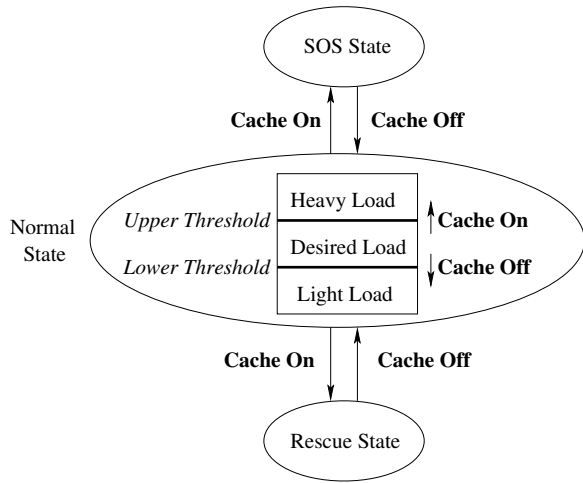 SOS State
Cache On
Cache Off
Heavy Load
Upper Threshold
Cache On
Normal
State
Desired Load
Lower Threshold
Cache Off
Light Load
Cache On
Cache Off
Rescue State